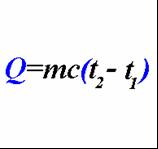 Q=mc(t₂- t₁)